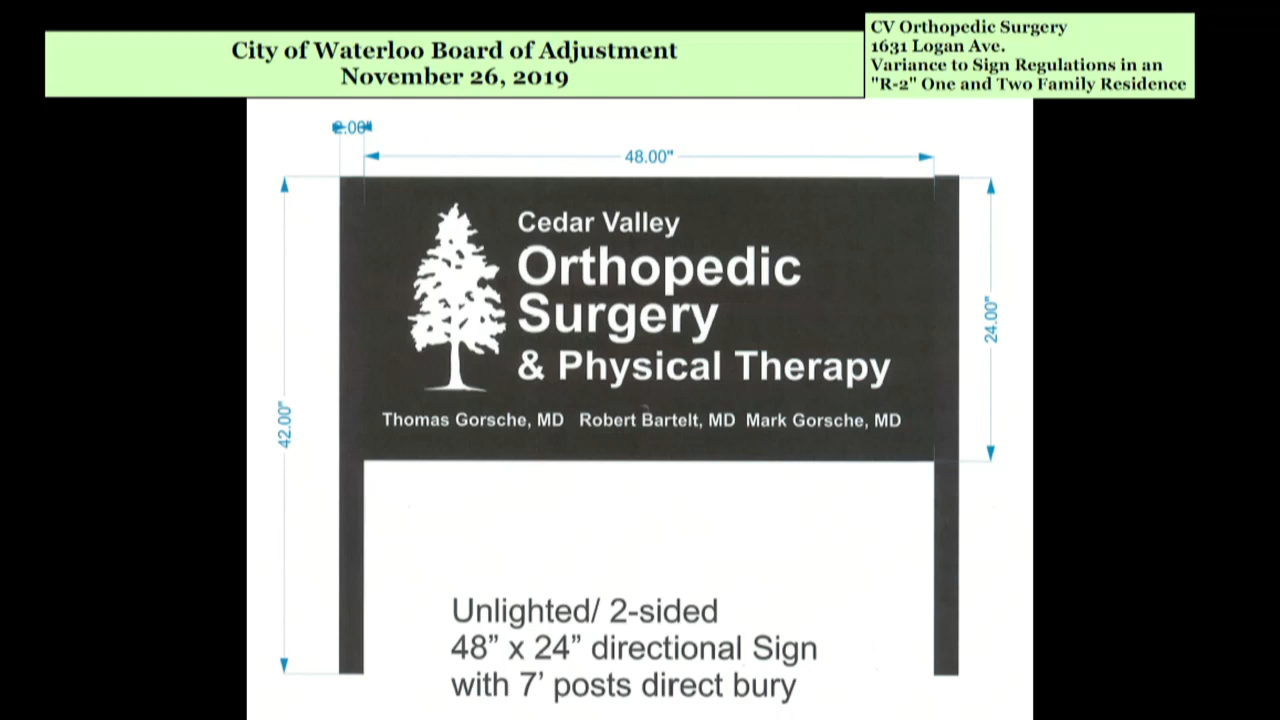 City of Waterloo Board of Adjustment
November 26, 2019
CV Orthopedic Surgery
1631 Logan Ave.
Variance to Sign Regulations in an
"R-2" One and Two Family Residence
2.00"
48.00"
42.00"
24.00"
Cedar Valley
Orthopedic
Surgery
& Physical Therapy
Thomas Gorsche, MD Robert Bartelt, MD Mark Gorsche, MD
Unlighted/ 2-sided
48” x 24” directional Sign
with 7’ posts direct bury